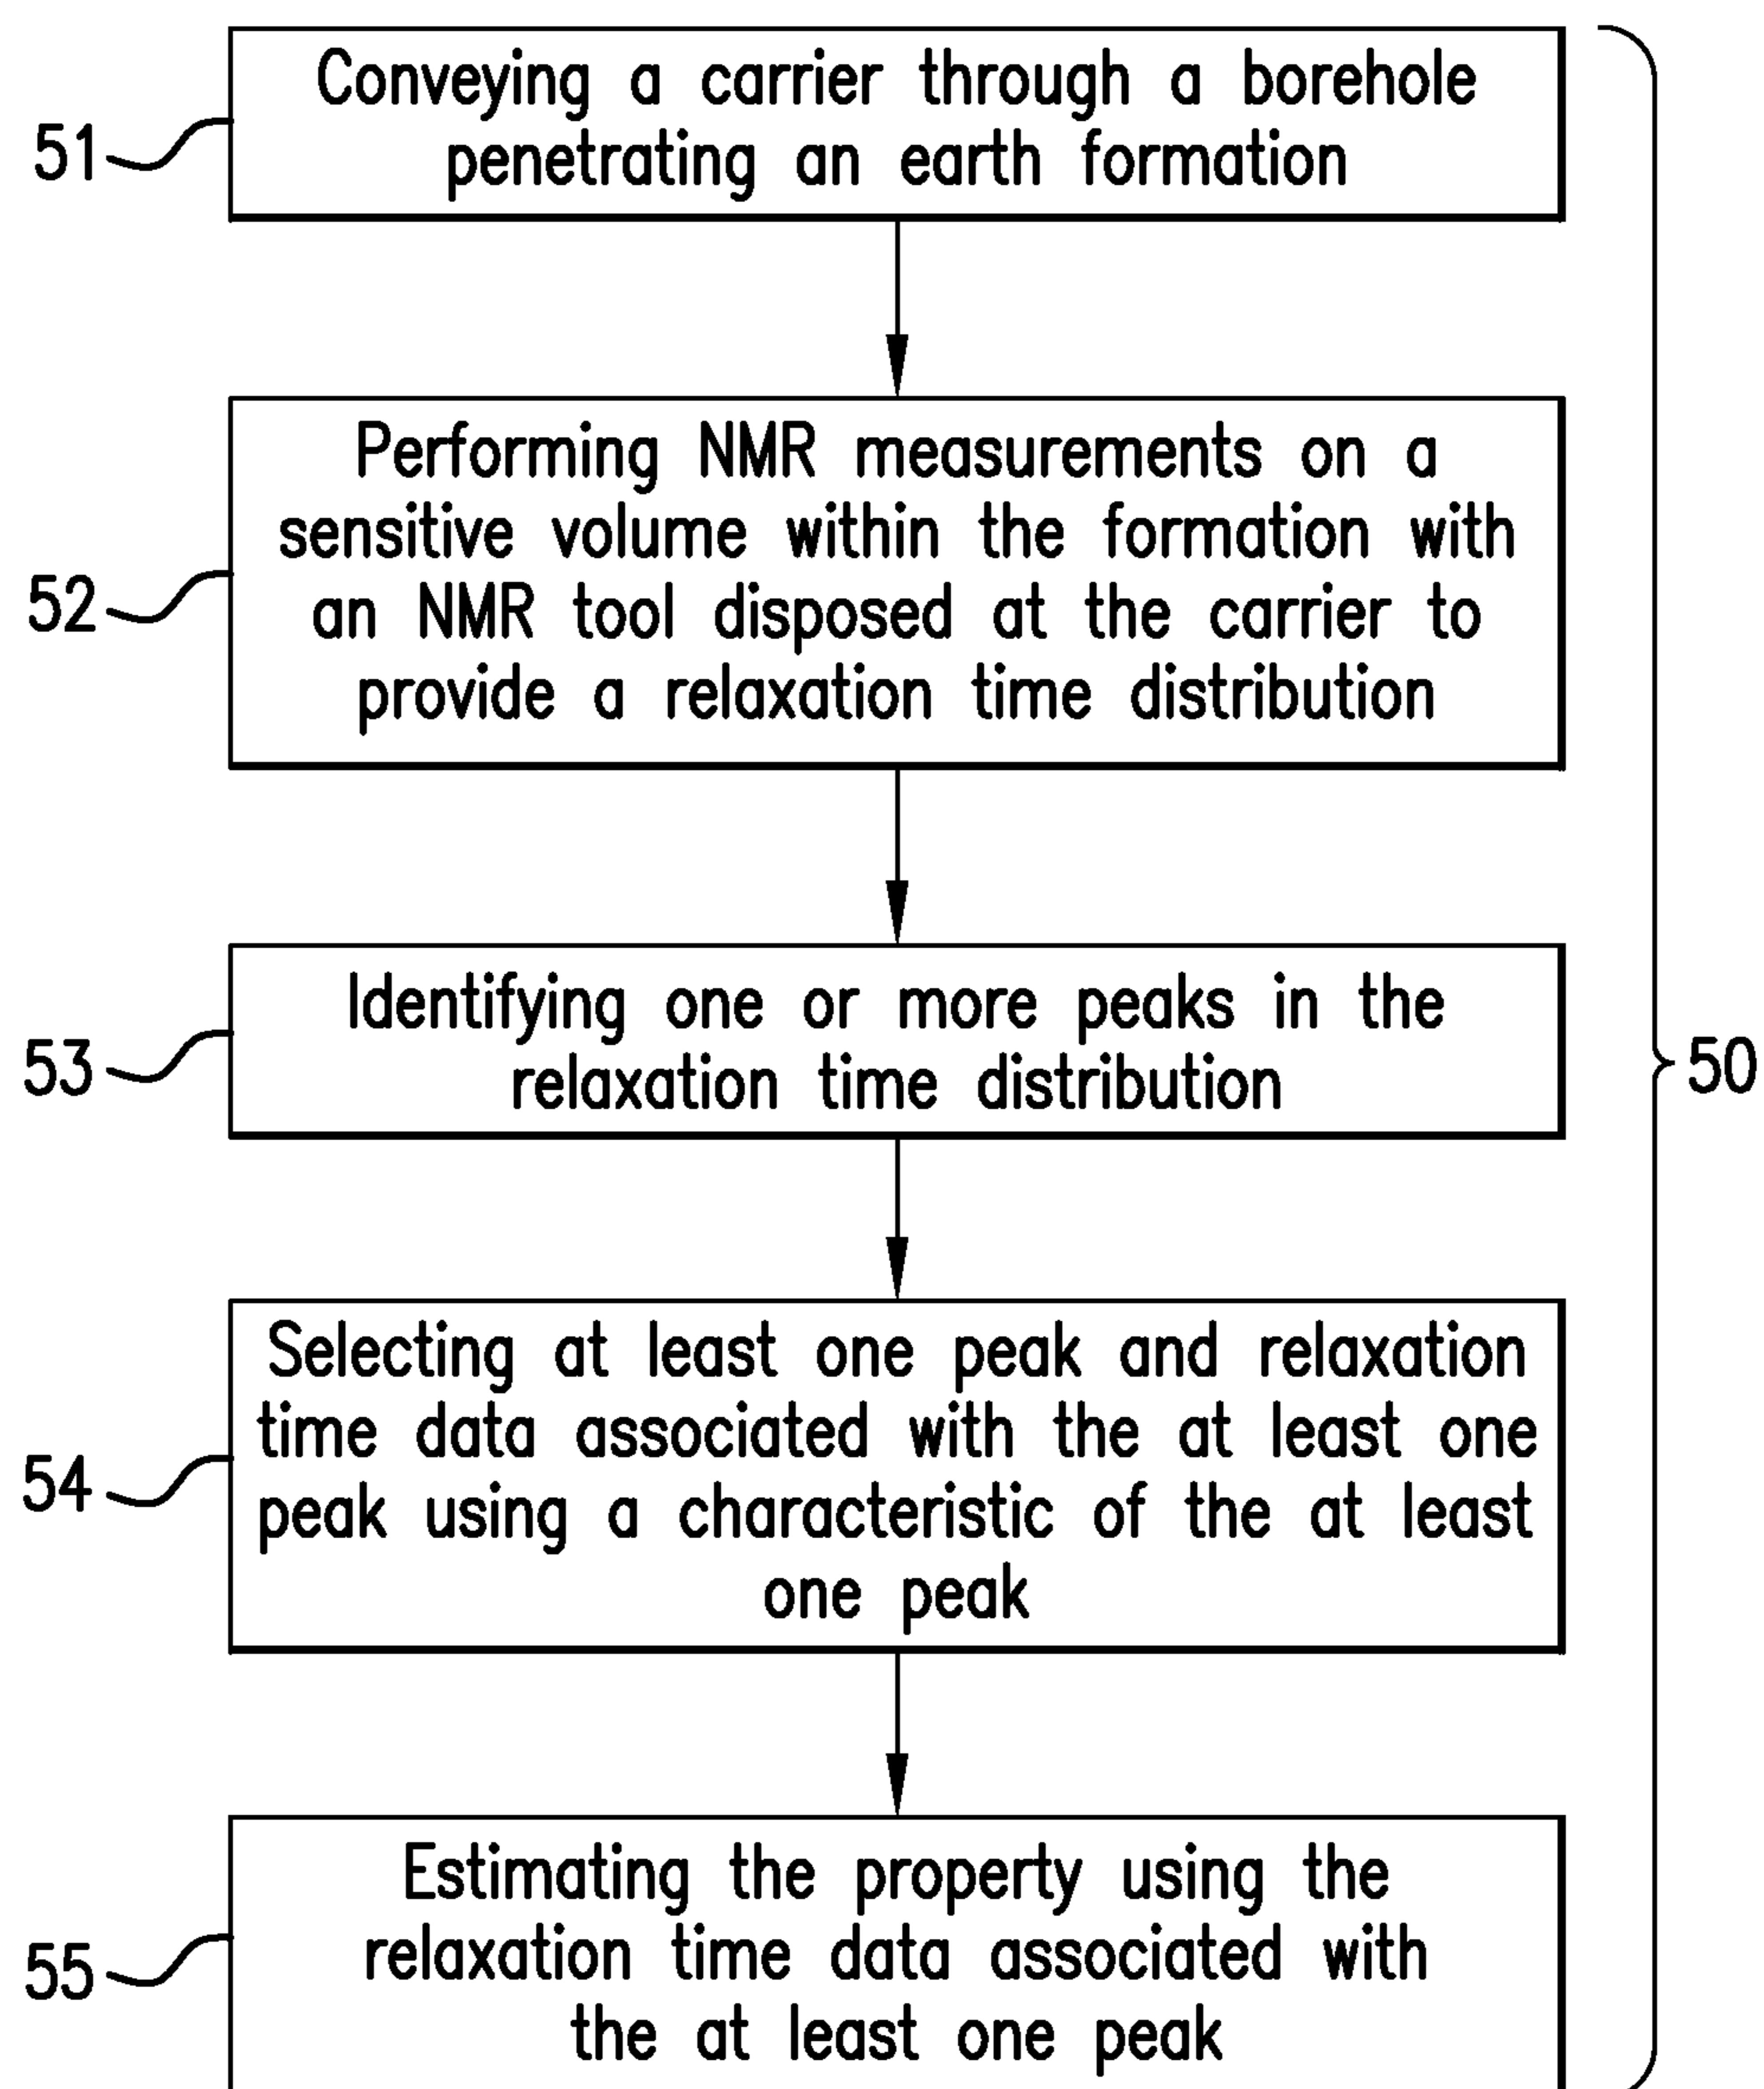 Conveying a carrier through a borehole
penetrating an earth formation
51
Performing NMR measurements on a
sensitive volume within the formation with
an NMR tool disposed at the carrier to
provide a relaxation time distribution
52
Identifying one or more peaks in the
relaxation time distribution
53
50
Selecting at least one peak and relaxation
time data associated with the at least one
peak using a characteristic of the at least
one peak
54
Estimating the property using the
relaxation time data associated with
the at least one peak
55